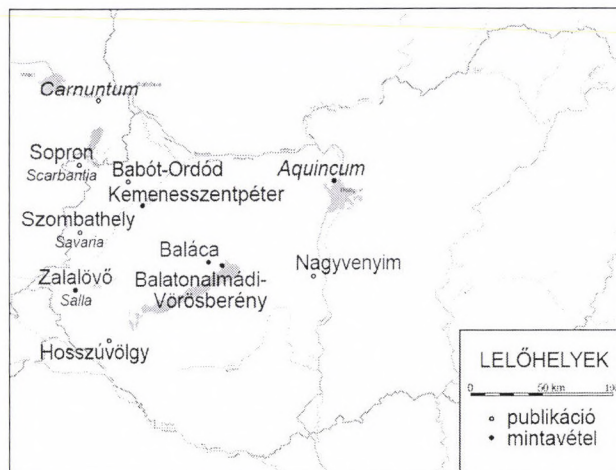 Carnuntum
Sopron
Scarbantia
Babót-Ordód
Kemenesszentpéter
Aquincum
Szombathely
Savaria
Baláca
Balatonalmádi-
Vörösberény
Nagyvenyim
Zalalövő
Salla
Hosszúvölgy
LELŐHELYEK
0 50 km
publikáció
mintavétel